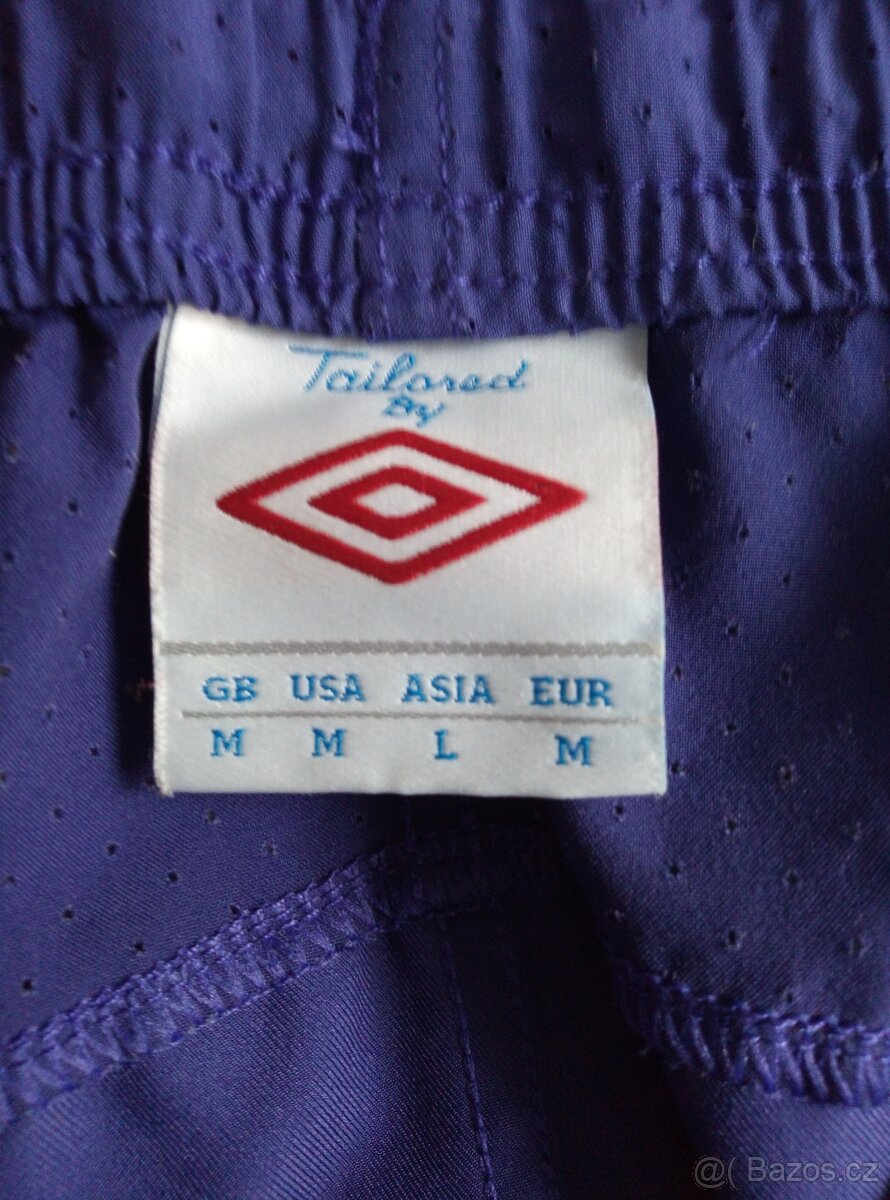 Tailored
By
GB USA ASIA EUR
M M L M
@( Bazos.cz